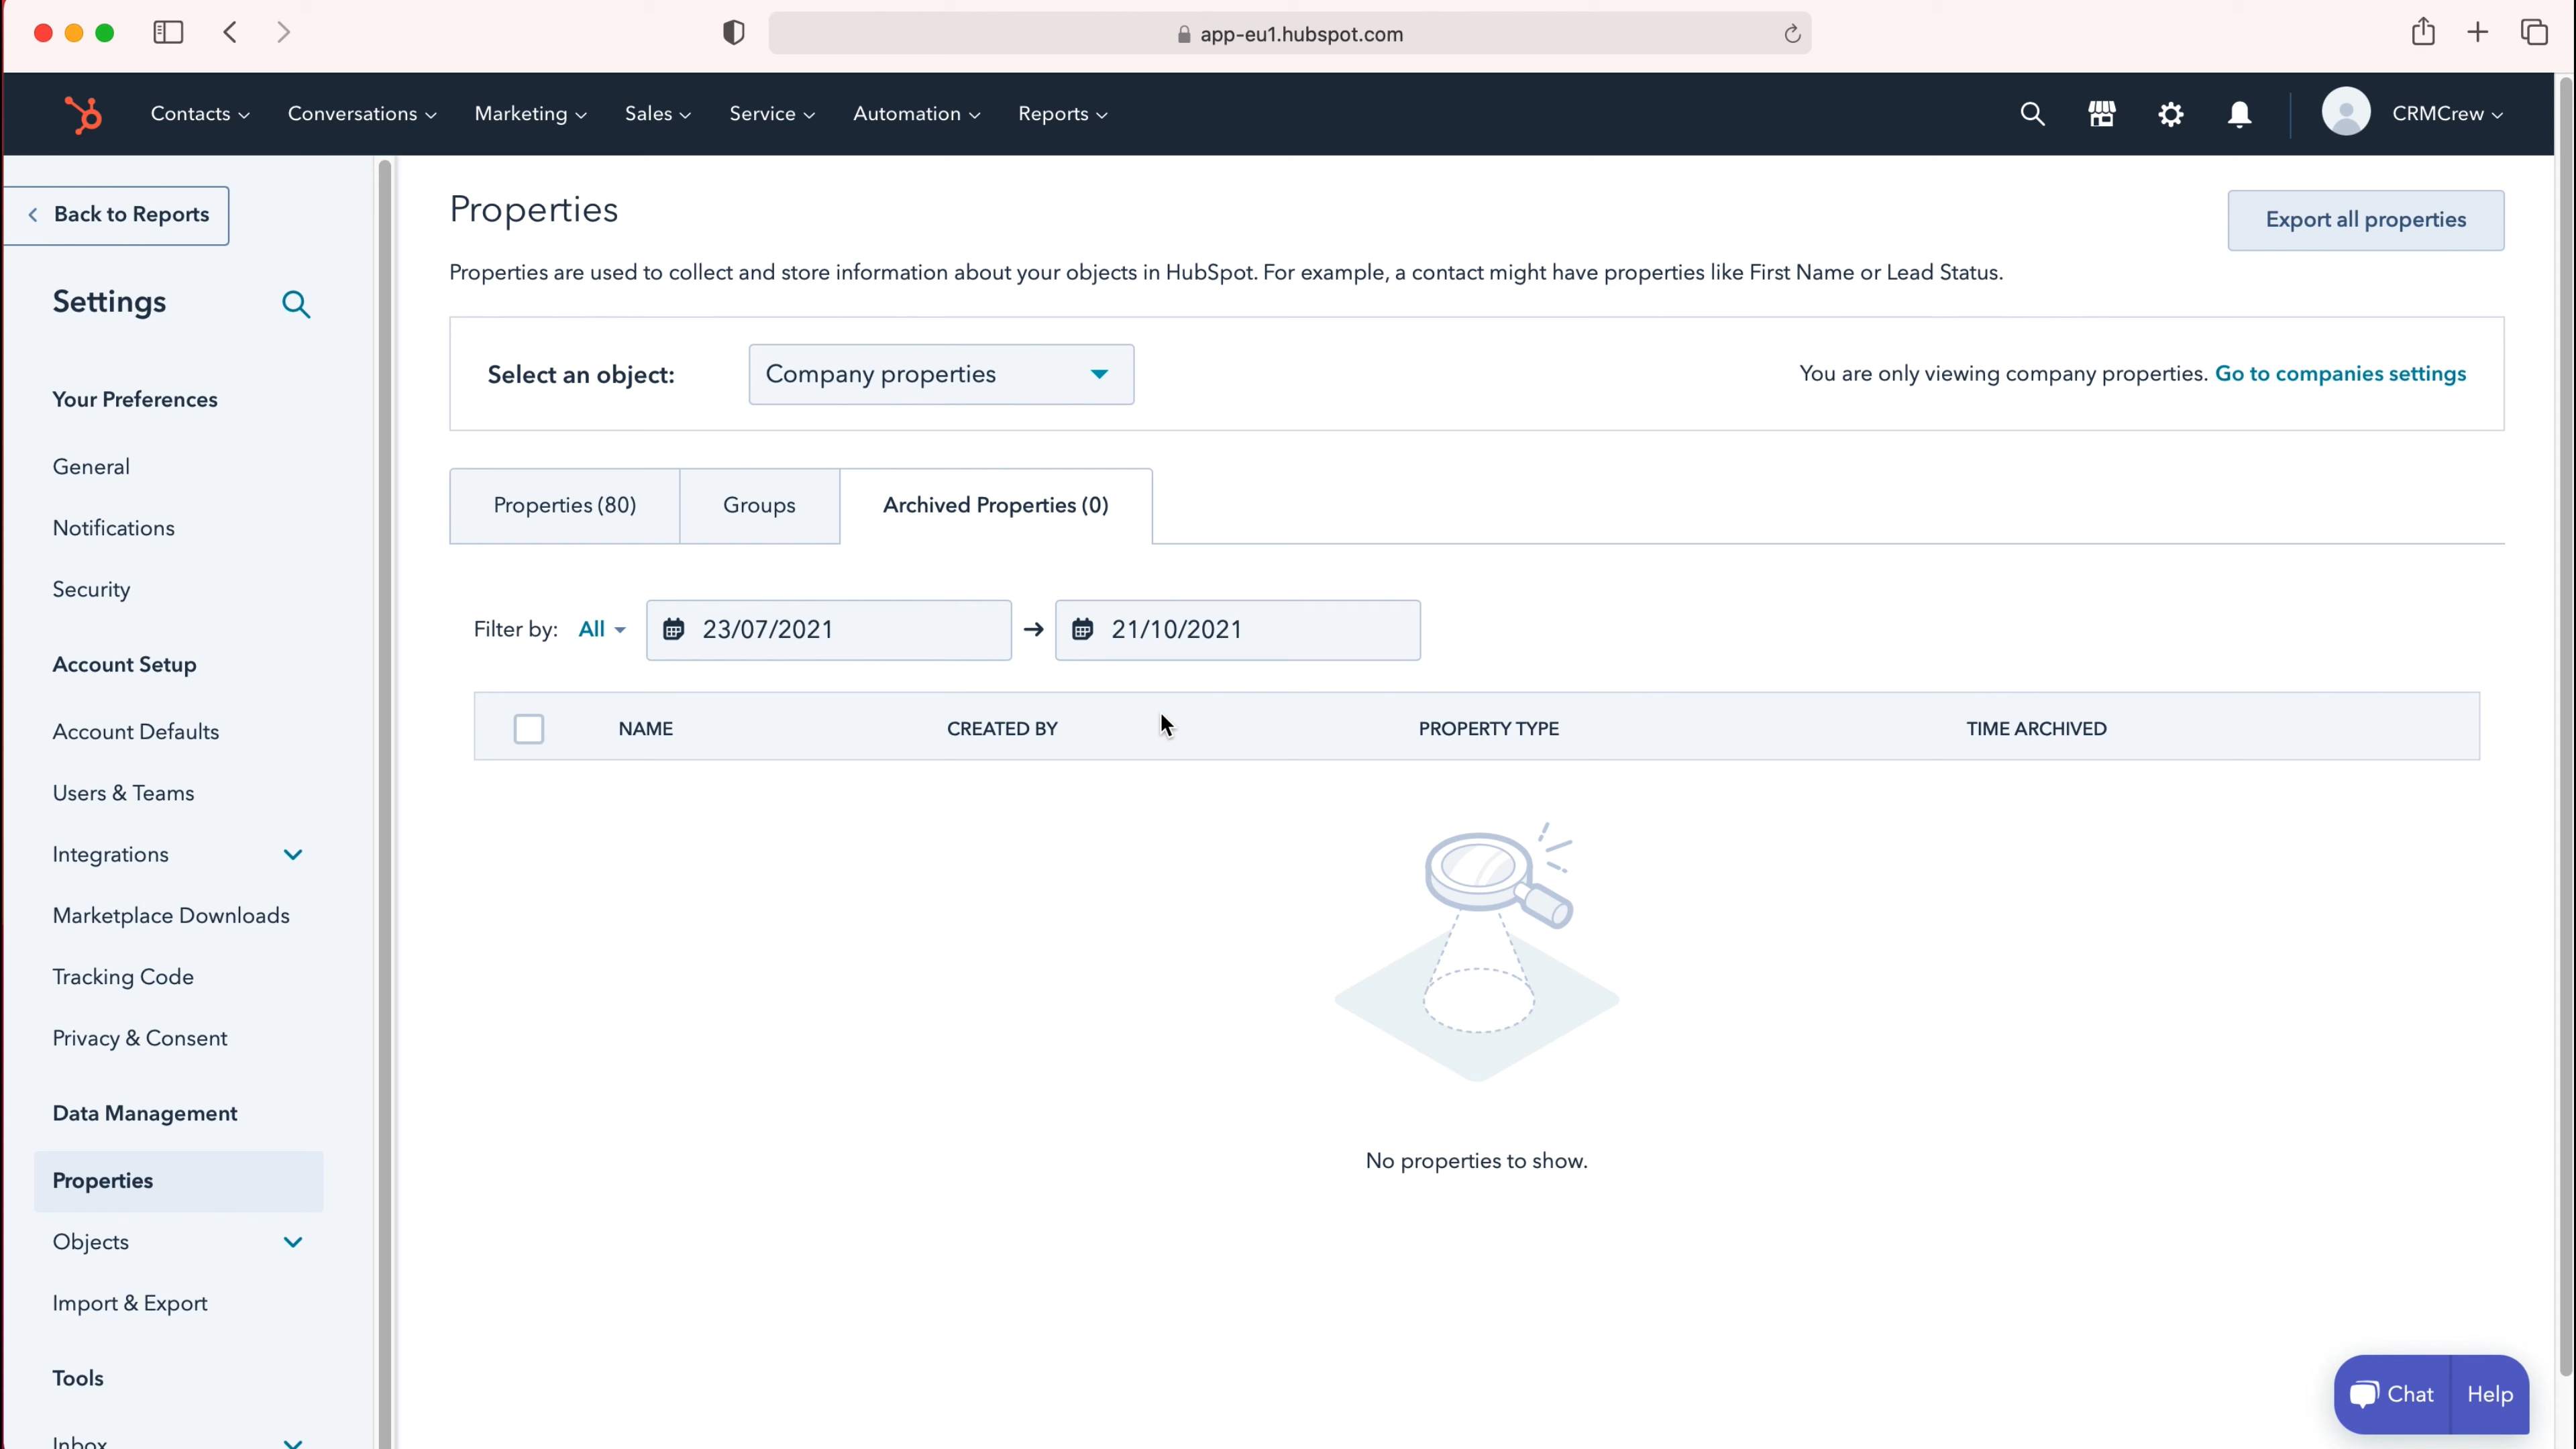 app-eu1.hubspot.com
Contacts Conversations Marketing Sales Service Automation Reports CRMCrew
Back to Reports
Settings
Your Preferences
General
Notifications
Security
Account Setup
Account Defaults
Users & Teams
Integrations
Marketplace Downloads
Tracking Code
Privacy & Consent
Data Management
Properties
Objects
Import & Export
Tools
Inbox
Properties
Export all properties
Properties are used to collect and store information about your objects in HubSpot. For example, a contact might have properties like First Name or Lead Status.
Select an object: Company properties You are only viewing company properties. Go to companies settings
Properties (80) Groups Archived Properties (0)
Filter by: All 23/07/2021 → 21/10/2021
NAME CREATED BY PROPERTY TYPE TIME ARCHIVED
No properties to show.
Chat Help